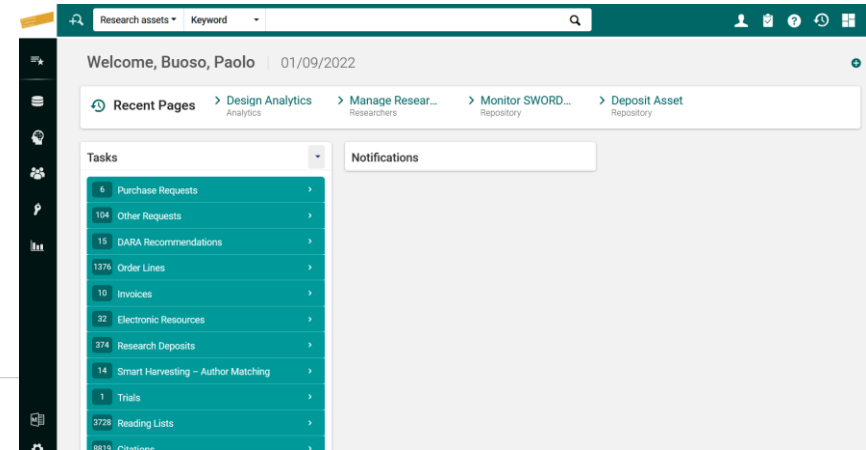 Research assets
Keyword
Welcome, Buoso, Paolo
01/09/2022
Recent Pages
Design Analytics
Analytics
Manage Resear...
Researchers
Monitor SWORD...
Repository
Deposit Asset
Repository
Tasks
Notifications
6 Purchase Requests
104 Other Requests
15 DARA Recommendations
1376 Order Lines
10 Invoices
32 Electronic Resources
374 Research Deposits
14 Smart Harvesting – Author Matching
1 Trials
3728 Reading Lists
8819 Citations